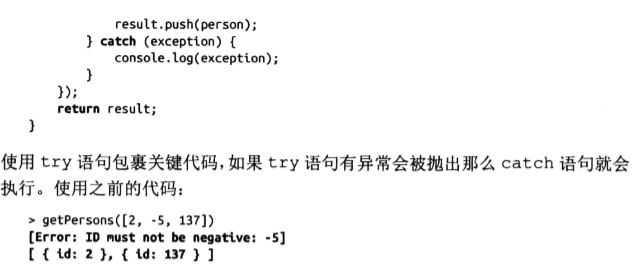 result.push(person);
} catch (exception) {
console.log(exception);
}
});
return result;
}
使用 try 语句包裹关键代码,如果 try 语句有异常会被抛出那么 catch 语句就会
执行。使用之前的代码:
> getPersons([2, -5, 137])
[Error: ID must not be negative: -5]
[ { id: 2 }, { id: 137 } ]